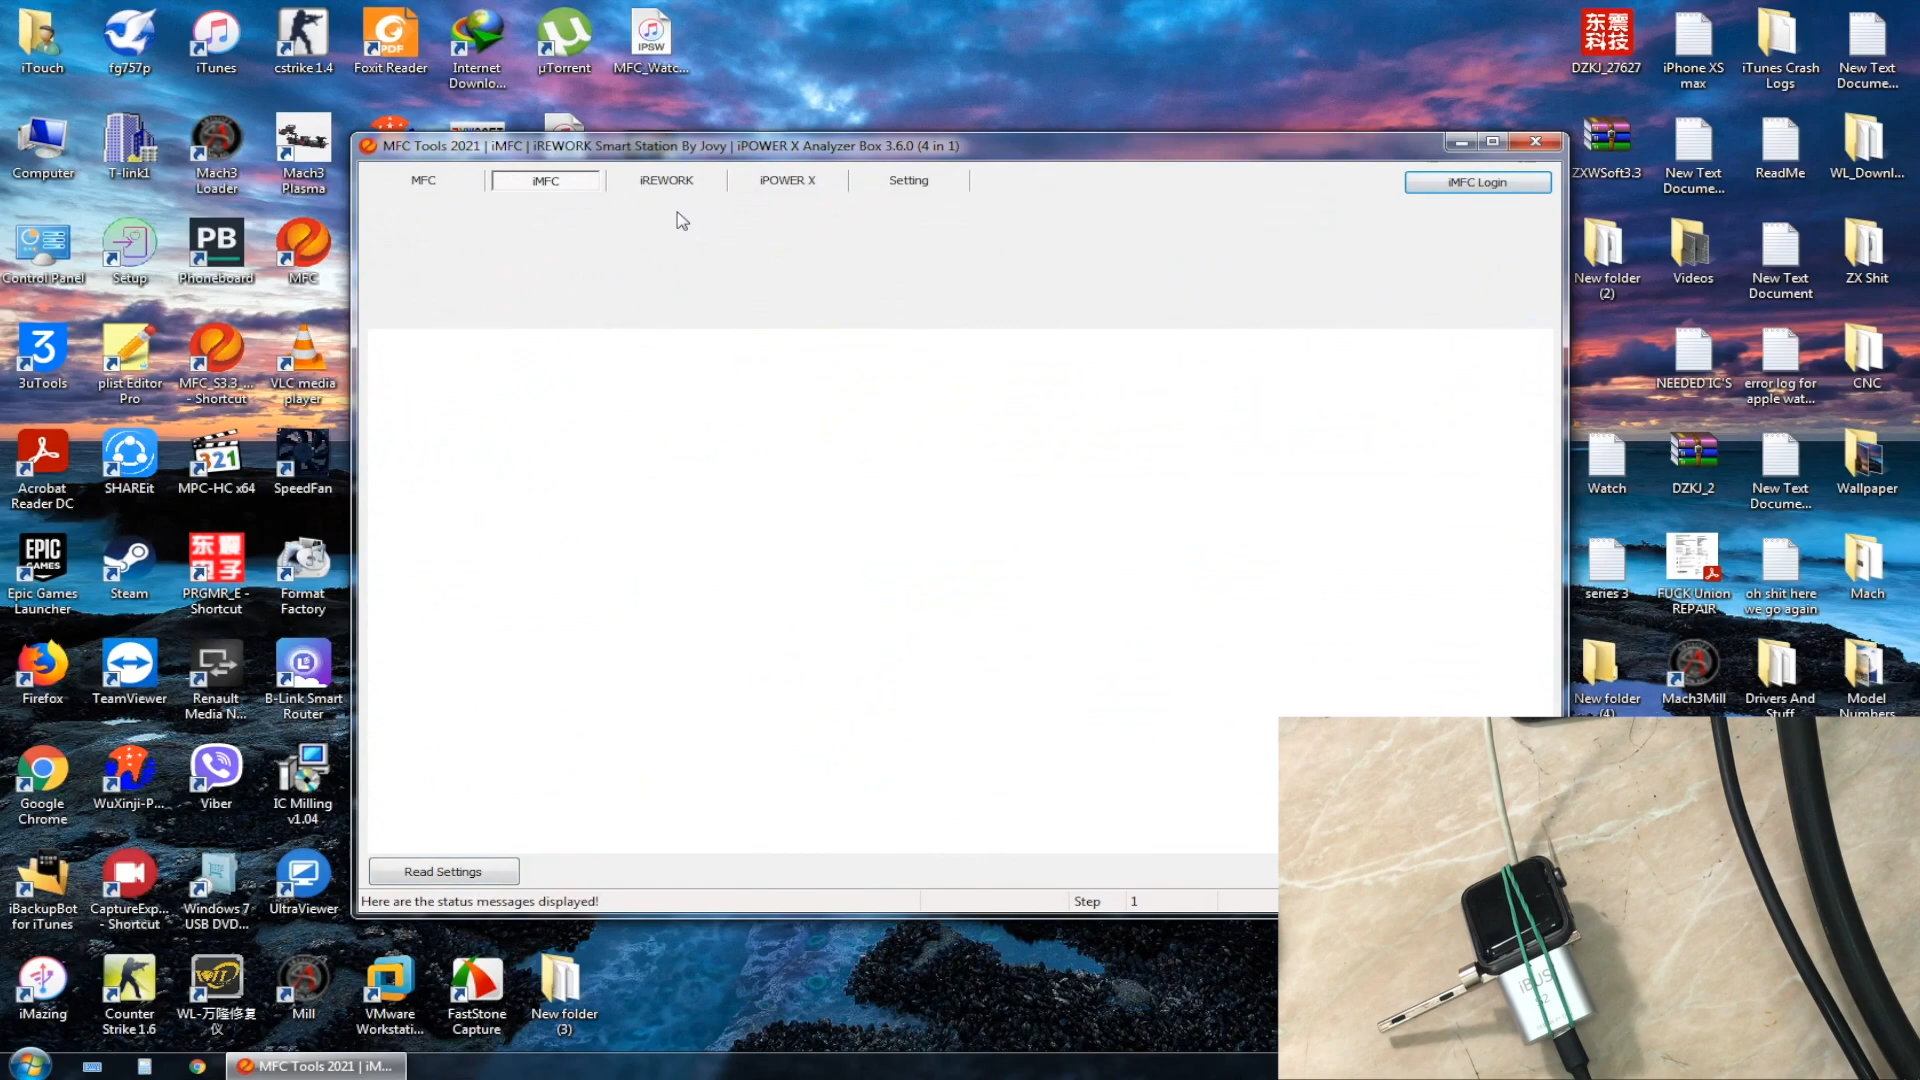 iTouch
fg757p
iTunes
cstrike1.4
Foxit Reader
Internet
Downlo...
µTorrent
IPSW
MFC_Watc...
东震
科技
DZKJ_27627
iPhone XS
max
iTunes Crash
Logs
New Text
Docume...
Computer
T-link1
Mach3
Loader
Mach3
Plasma
MFC Tools 2021 | iMFC | iREWORK Smart Station By Jovy | iPOWER X Analyzer Box 3.6.0 (4 in 1)
MFC
iMFC
iREWORK
iPOWER X
Setting
iMFC Login
ZXWSoft3.3
New Text
Docume...
ReadMe
WL_Downl...
Control Panel
Setup
PB
Phoneboard
MFC
New folder
(2)
Videos
New Text
Document
ZX Shit
3
3uTools
plist Editor
Pro
MFC_S3.3_...
- Shortcut
VLC media
player
NEEDED IC'S
error log for
apple wat...
CNC
Acrobat
Reader DC
SHAREit
321
MPC-HC x64
SpeedFan
Watch
DZKJ_2
New Text
Docume...
Wallpaper
EPIC
GAMES
Epic Games
Launcher
Steam
东震
电子
PRGMR_E -
Shortcut
Format
Factory
series 3
FUCK Union
REPAIR
oh shit here
we go again
Mach
Firefox
TeamViewer
Renault
Media N...
B-Link Smart
Router
New folder
(4)
Mach3Mill
Drivers And
Stuff
Model
Numbers
Google
Chrome
WuXinji-P...
Viber
IC Milling
v1.04
iBackupBot
for iTunes
CaptureExp...
- Shortcut
Windows 7
USB DVD...
UltraViewer
Read Settings
Here are the status messages displayed!
Step
1
iMazing
Counter
Strike 1.6
WL-万隆修复
仪
Mill
VMware
Workstati...
FastStone
Capture
New folder
(3)
iBUS
S2
MFC Tools 2021 | iM...